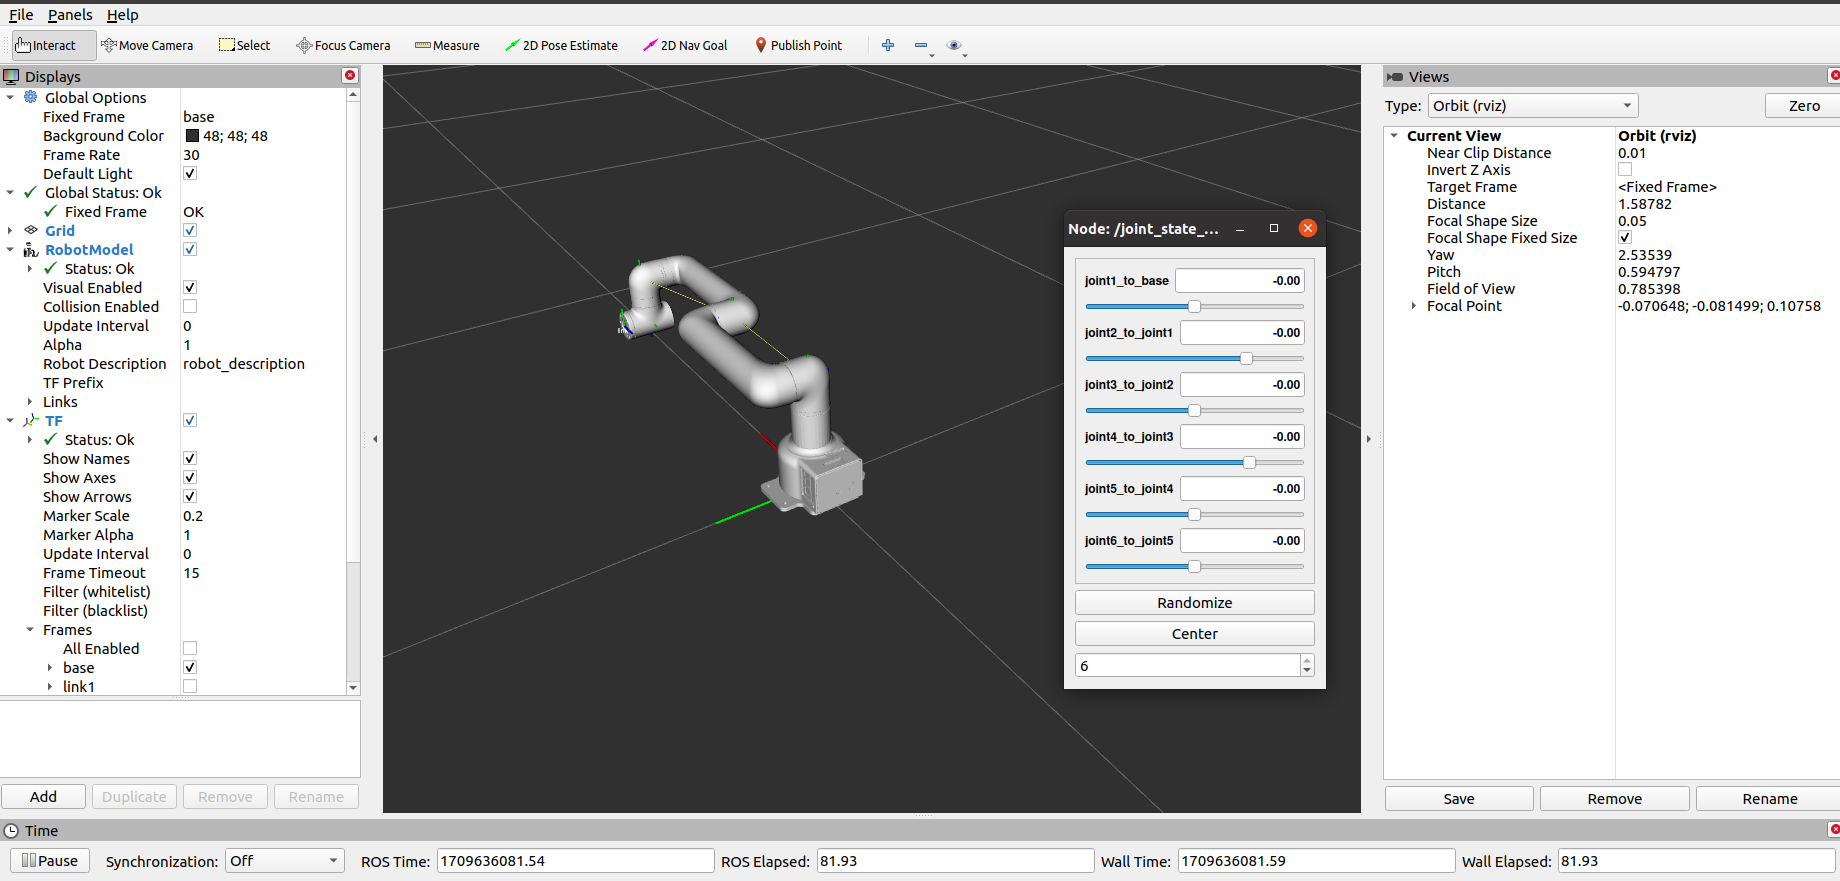 File Panels Help
Interact Move Camera Select Focus Camera Measure 2D Pose Estimate 2D Nav Goal Publish Point
Displays
Global Options
Fixed Frame base
Background Color 48; 48; 48
Frame Rate 30
Default Light
Global Status: Ok
Fixed Frame OK
Grid
RobotModel
Status: Ok
Visual Enabled
Collision Enabled
Update Interval 0
Alpha 1
Robot Description robot_description
TF Prefix
Links
TF
Status: Ok
Show Names
Show Axes
Show Arrows
Marker Scale 0.2
Marker Alpha 1
Update Interval 0
Frame Timeout 15
Filter (whitelist)
Filter (blacklist)
Frames
All Enabled
base
link1
Add Duplicate Remove Rename
Node: /joint_state_...
joint1_to_base -0.00
joint2_to_joint1 -0.00
joint3_to_joint2 -0.00
joint4_to_joint3 -0.00
joint5_to_joint4 -0.00
joint6_to_joint5 -0.00
Randomize
Center
6
Views
Type: Orbit (rviz) Zero
Current View Orbit (rviz)
Near Clip Distance 0.01
Invert Z Axis
Target Frame <Fixed Frame>
Distance 1.58782
Focal Shape Size 0.05
Focal Shape Fixed Size
Yaw 2.53539
Pitch 0.594797
Field of View 0.785398
Focal Point -0.070648; -0.081499; 0.10758
Save Remove Rename
Time
Pause Synchronization: Off ROS Time: 1709636081.54 ROS Elapsed: 81.93 Wall Time: 1709636081.59 Wall Elapsed: 81.93